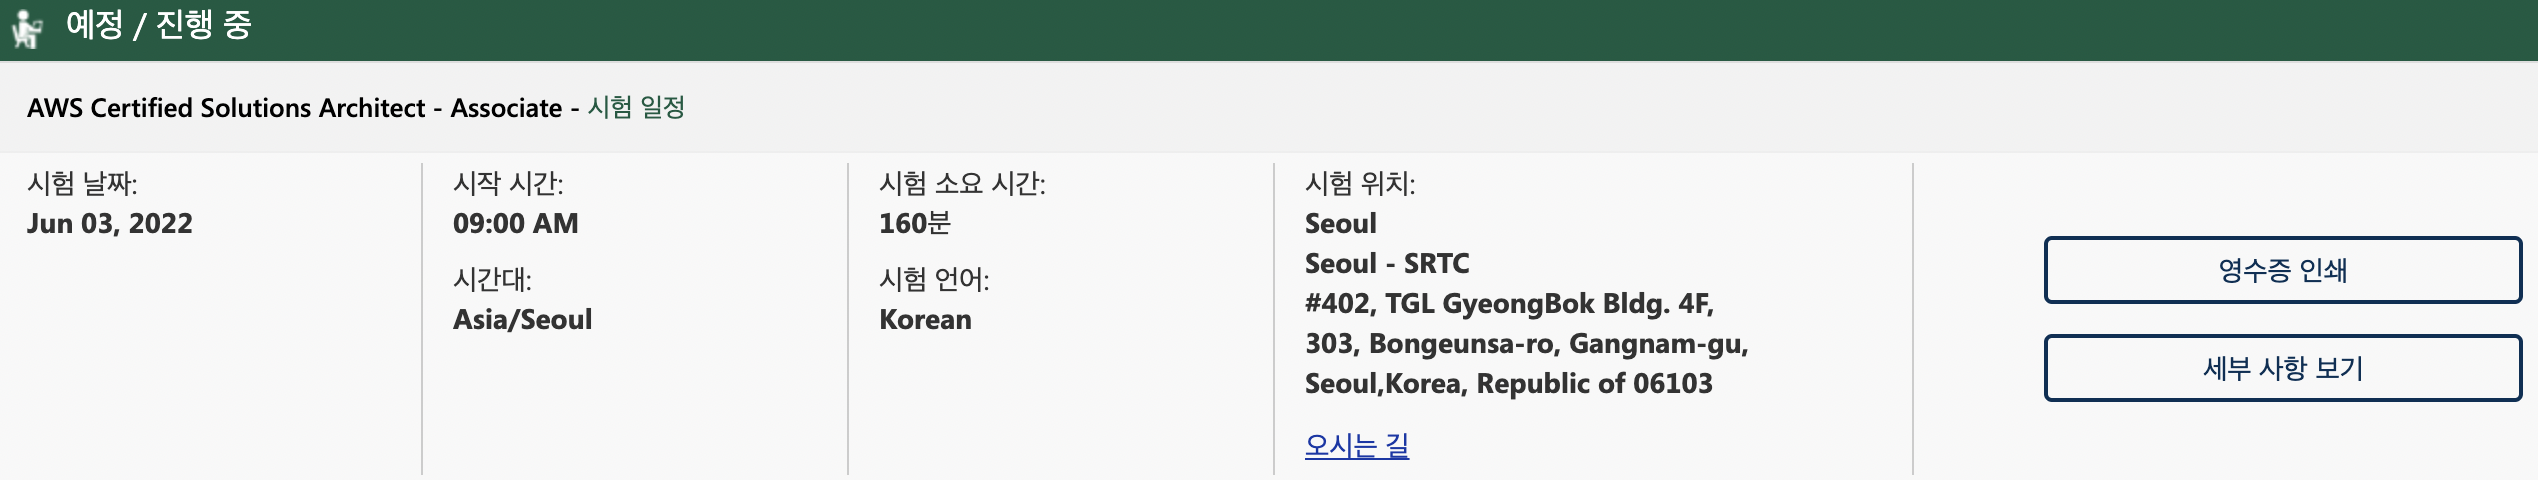 예정 / 진행 중
AWS Certified Solutions Architect - Associate - 시험 일정
시험 날짜:
Jun 03, 2022
시작 시간:
09:00 AM
시간대:
Asia/Seoul
시험 소요 시간:
160분
시험 언어:
Korean
시험 위치:
Seoul
Seoul - SRTC
#402, TGL GyeongBok Bldg. 4F,
303, Bongeunsa-ro, Gangnam-gu,
Seoul,Korea, Republic of 06103
오시는 길
영수증 인쇄
세부 사항 보기